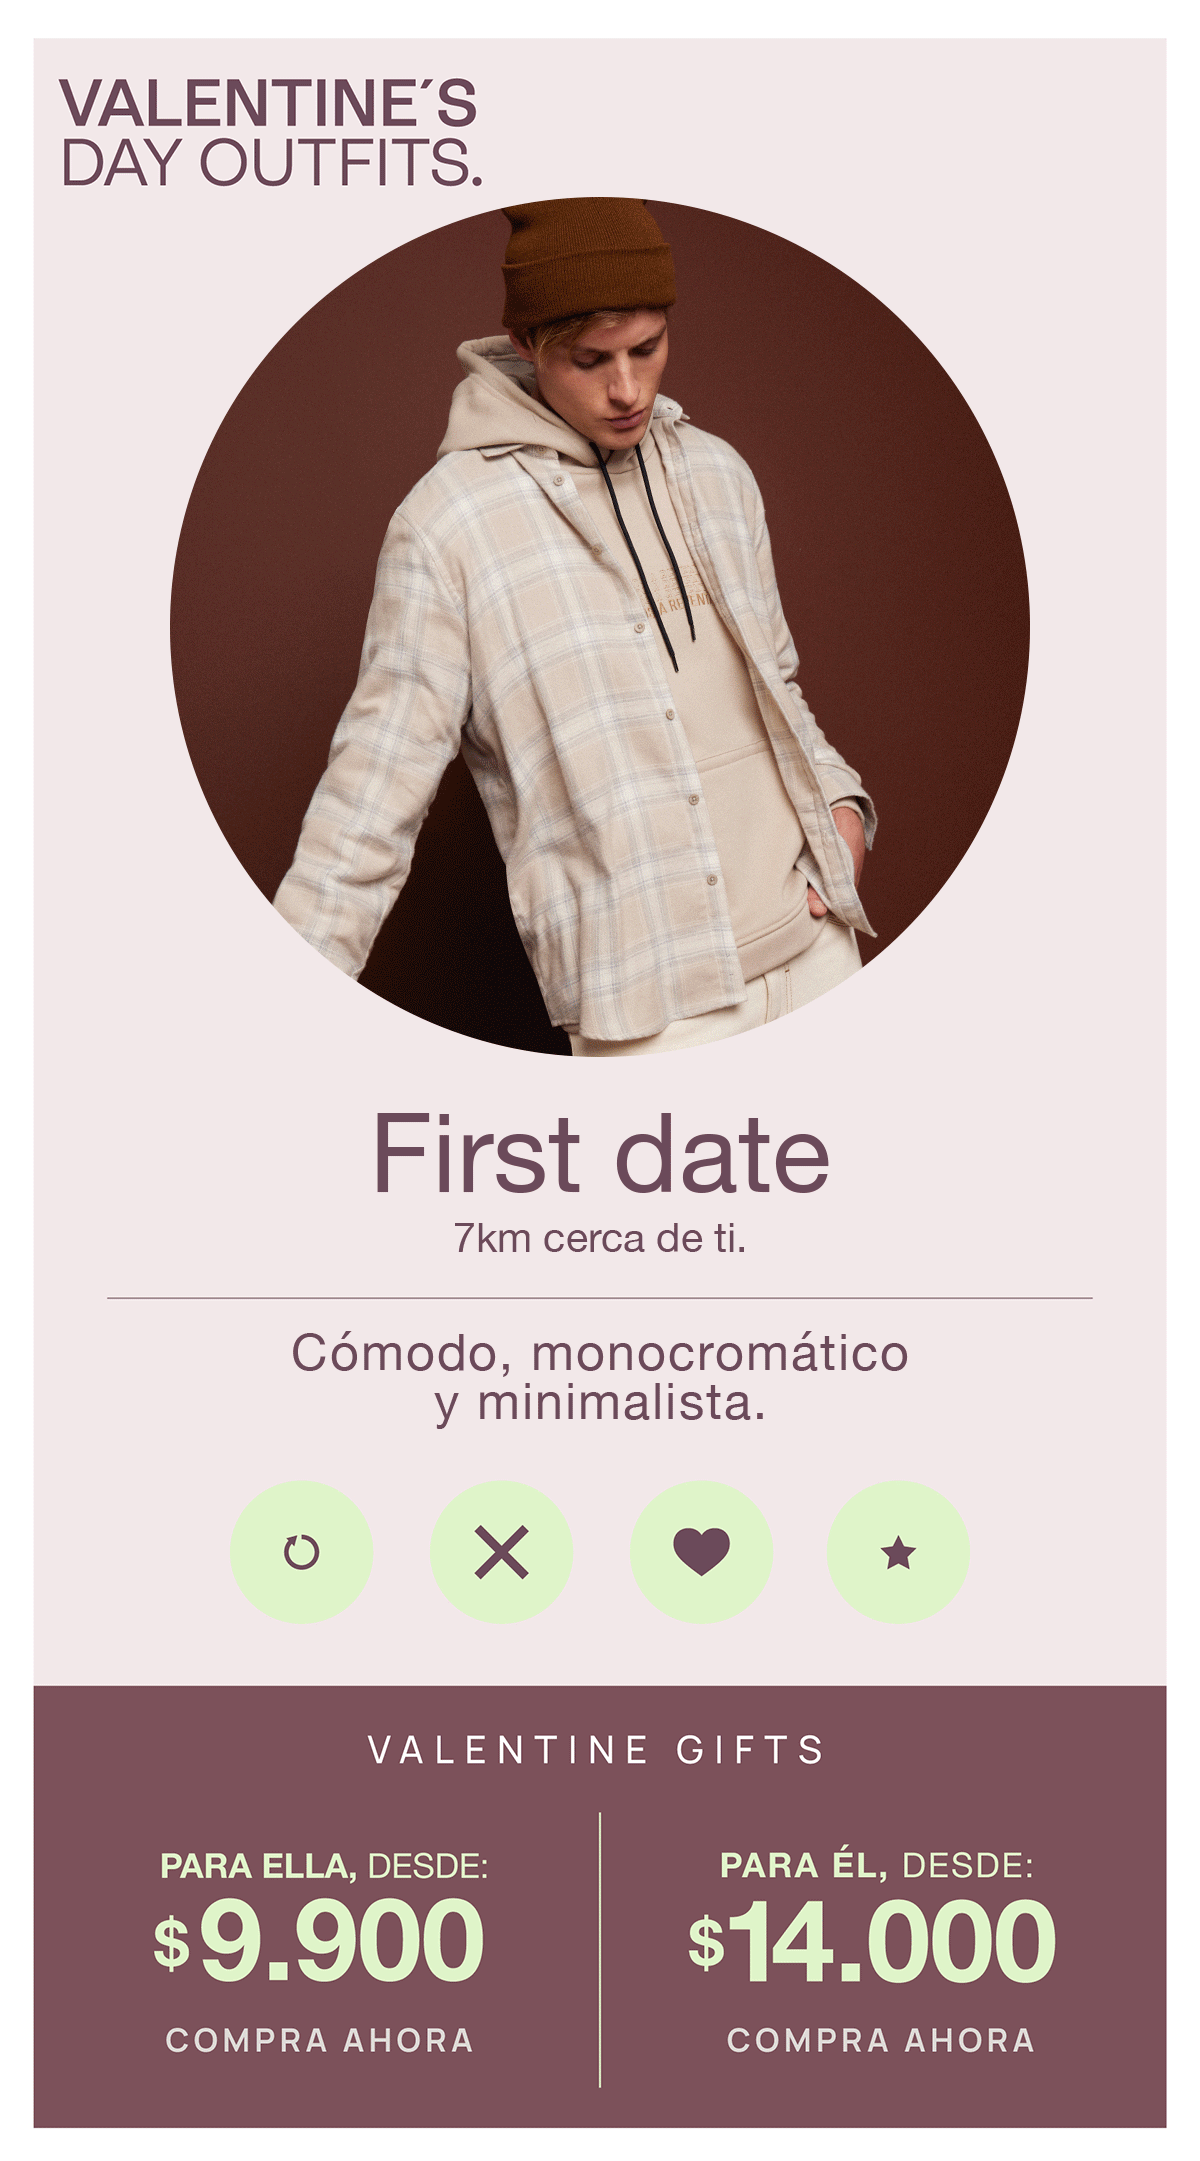 VALENTINE´S
DAY OUTFITS.
First date
7km cerca de ti.
Cómodo, monocromático
y minimalista.
VALENTINE GIFTS
PARA ELLA, DESDE:
$9.900
COMPRA AHORA
PARA ÉL, DESDE:
$14.000
COMPRA AHORA